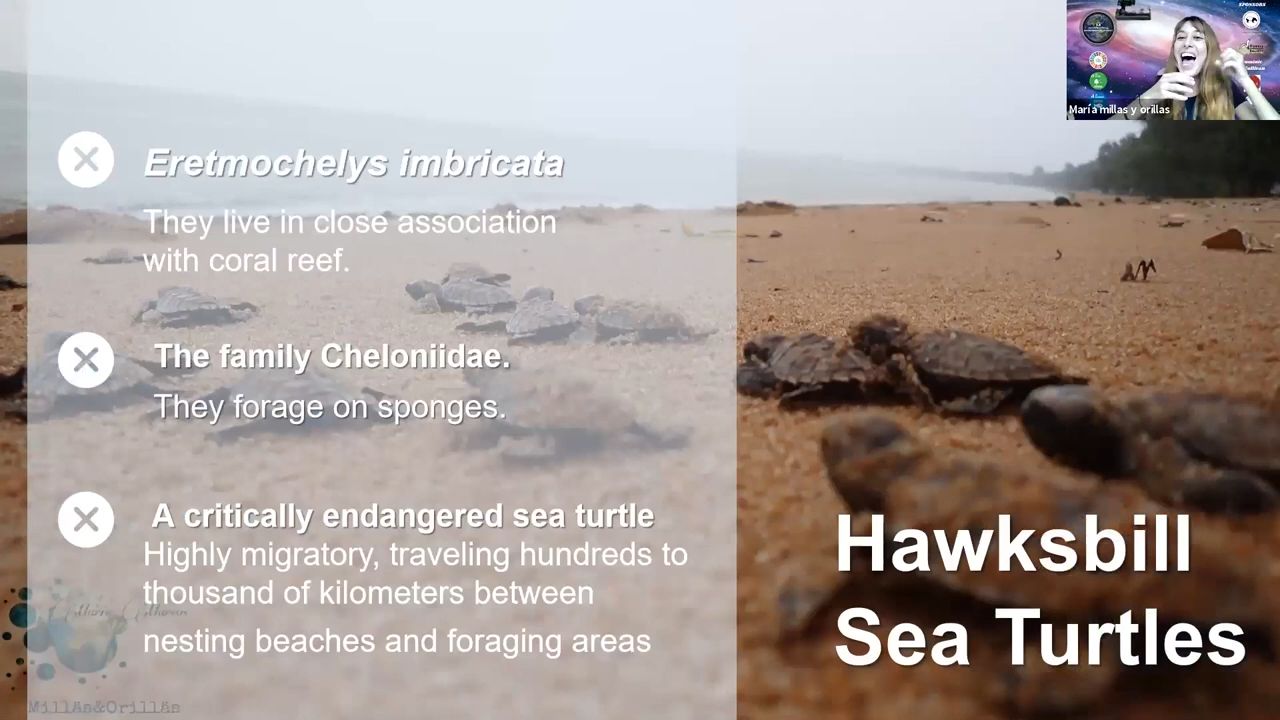 SPONSORS
María millas y orillas
Eretmochelys imbricata
They live in close association
with coral reef.
The family Cheloniidae.
They forage on sponges.
A critically endangered sea turtle
Highly migratory, traveling hundreds to
thousand of kilometers between
nesting beaches and foraging areas
Hawksbill
Sea Turtles
MillAs&OrillAs